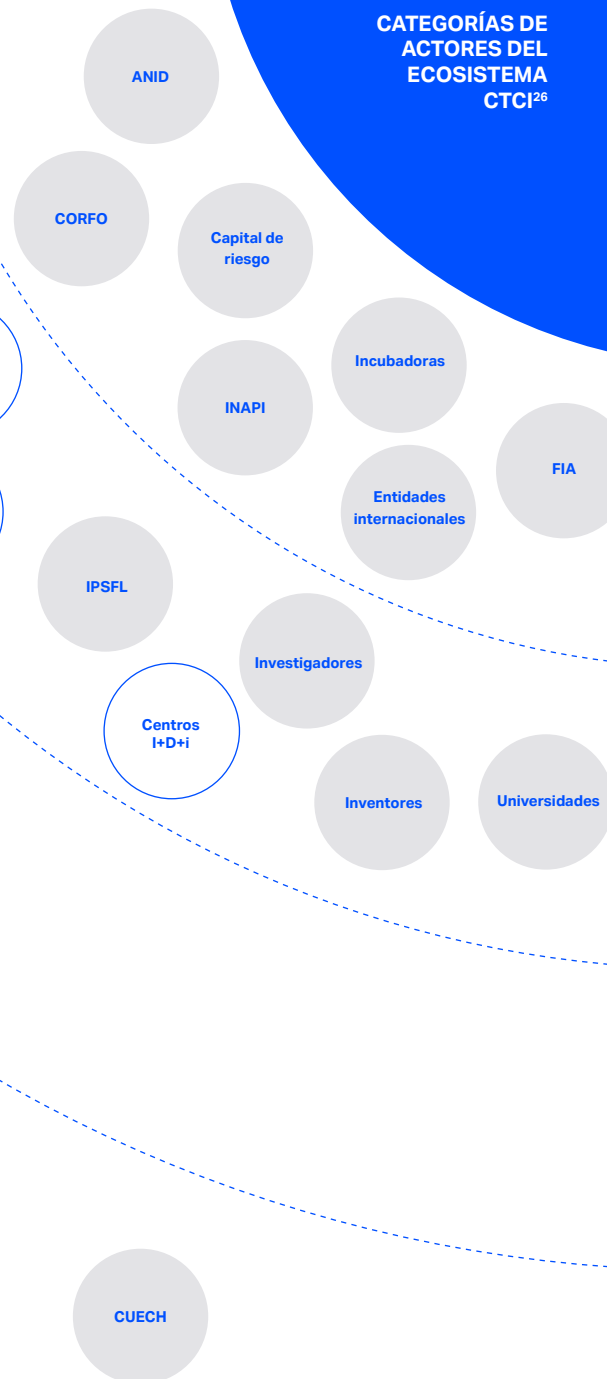 CATEGORÍAS DE
ACTORES DEL
ECOSISTEMA
CTCI26
ANID
CORFO
Capital de
riesgo
Incubadoras
INAPI
FIA
Entidades
internacionales
IPSFL
Investigadores
Centros
I+D+i
Inventores
Universidades
CUECH